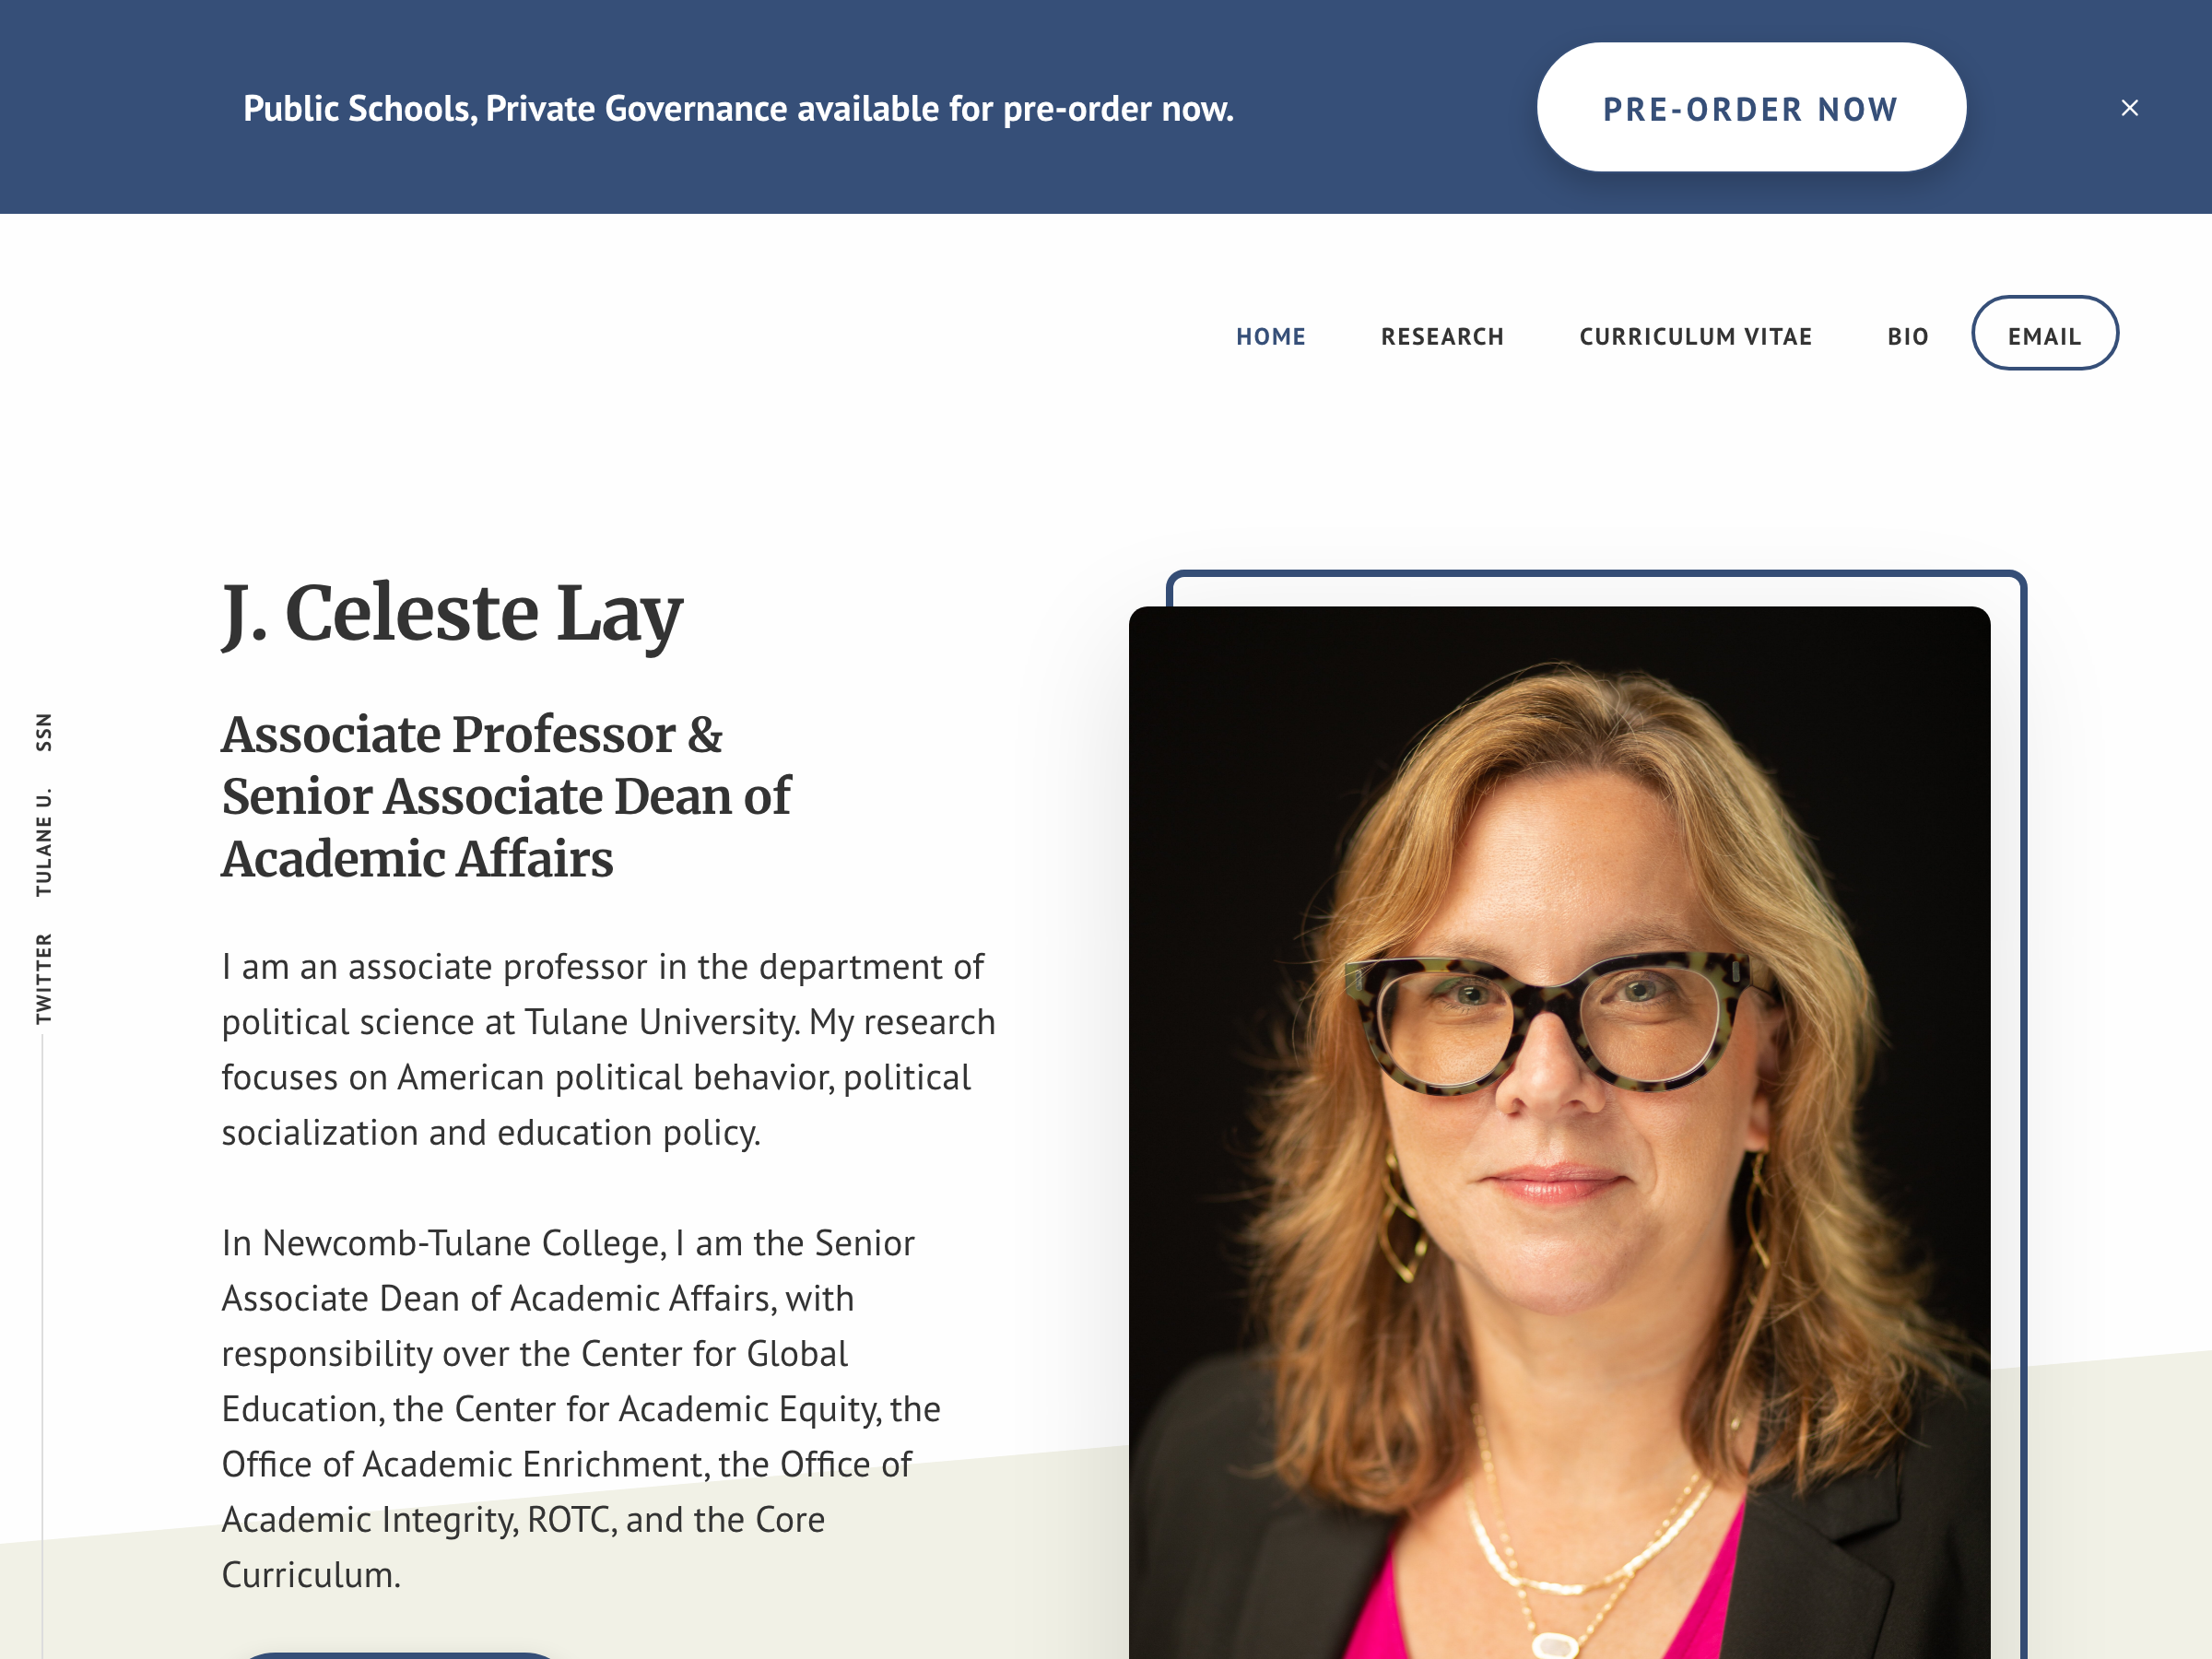 Public Schools, Private Governance available for pre-order now.
PRE-ORDER NOW
×
HOME
RESEARCH
CURRICULUM VITAE
BIO
EMAIL
J. Celeste Lay
Associate Professor &
Senior Associate Dean of
Academic Affairs
I am an associate professor in the department of
political science at Tulane University. My research
focuses on American political behavior, political
socialization and education policy.
In Newcomb-Tulane College, I am the Senior
Associate Dean of Academic Affairs, with
responsibility over the Center for Global
Education, the Center for Academic Equity, the
Office of Academic Enrichment, the Office of
Academic Integrity, ROTC, and the Core
Curriculum.
TWITTER
TULANE U.
SSN